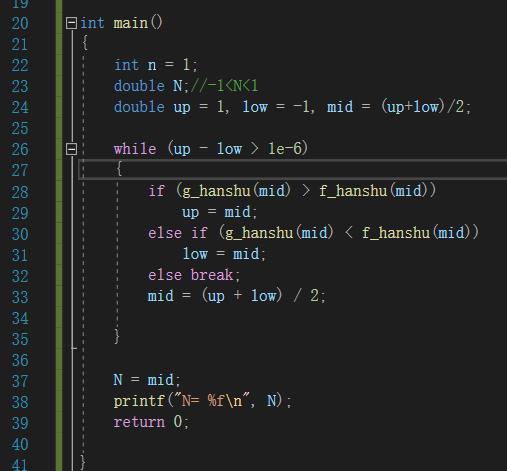 19
20 int main()
21 {
22 int n = 1;
23 double N;//-1<N<1
24 double up = 1, low = -1, mid = (up+low)/2;
25
26 while (up - low > 1e-6)
27 {
28 if (g_hanshu(mid) > f_hanshu(mid))
29 up = mid;
30 else if (g_hanshu(mid) < f_hanshu(mid))
31 low = mid;
32 else break;
33 mid = (up + low) / 2;
34
35 }
36
37 N = mid;
38 printf("N= %f\n", N);
39 return 0;
40
41 }